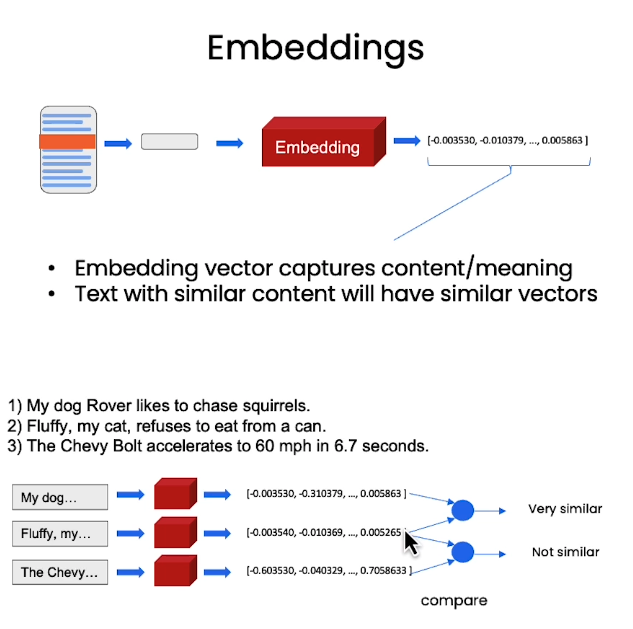 Embeddings
Embedding
[-0.003530, -0.010379, ..., 0.005863 ]
• Embedding vector captures content/meaning
• Text with similar content will have similar vectors
1) My dog Rover likes to chase squirrels.
2) Fluffy, my cat, refuses to eat from a can.
3) The Chevy Bolt accelerates to 60 mph in 6.7 seconds.
My dog... [-0.003530, -0.310379, ..., 0.005863 ]
Very similar
Fluffy, my... [-0.003540, -0.010369, ..., 0.005265 ]
Not similar
The Chevy... [-0.603530, -0.040329, ..., 0.7058633 ]
compare